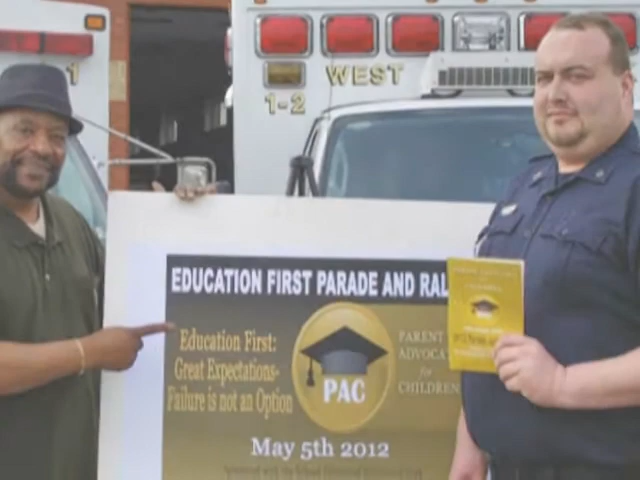 1
WEST
1-2
EDUCATION FIRST PARADE AND RAL
Education First:
Great Expectations-
Failure is not an Option
PAC
PARENT
ADVOCA
for
CHILDREN
May 5th 2012